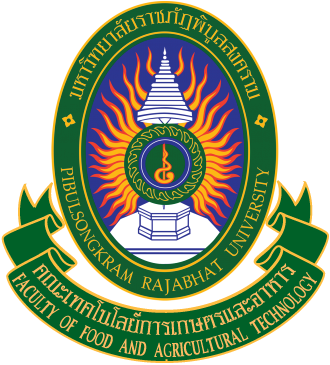 มหาวิทยาลัยราชภัฏพิบูลสงคราม
PIBULSONGKRAM RAJABHAT UNIVERSITY
คณะเทคโนโลยีการเกษตรและอาหาร
FACULTY OF FOOD AND AGRICULTURAL TECHNOLOGY